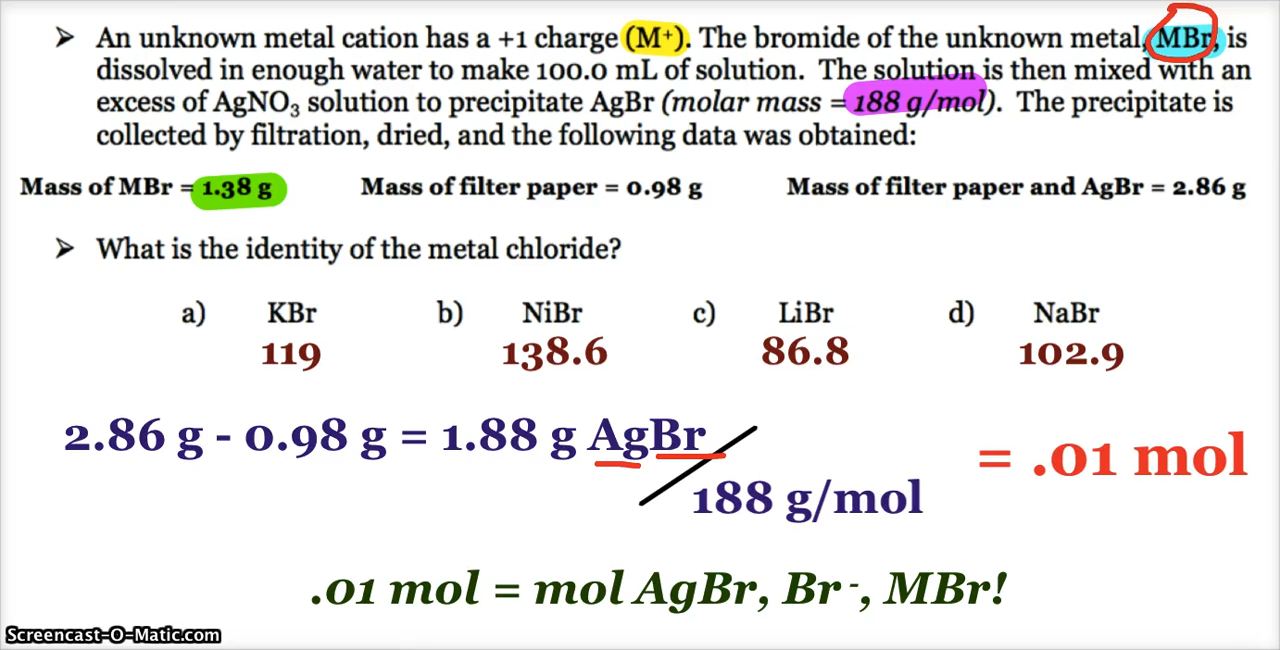 ➤ An unknown metal cation has a +1 charge (M⁺). The bromide of the unknown metal, MBr, is
dissolved in enough water to make 100.0 mL of solution. The solution is then mixed with an
excess of AgNO₃ solution to precipitate AgBr (molar mass = 188 g/mol). The precipitate is
collected by filtration, dried, and the following data was obtained:
Mass of MBr = 1.38 g Mass of filter paper = 0.98 g Mass of filter paper and AgBr = 2.86 g
➤ What is the identity of the metal chloride?
a) KBr b) NiBr c) LiBr d) NaBr
119 138.6 86.8 102.9
2.86 g - 0.98 g = 1.88 g AgBr
= .01 mol
188 g/mol
.01 mol = mol AgBr, Br⁻, MBr!
Screencast-O-Matic.com